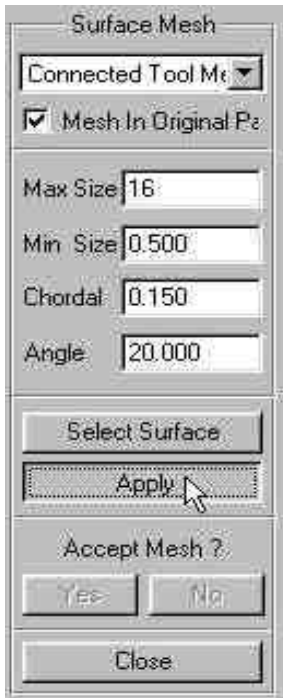 Surface Mesh
Connected Tool Me
Mesh In Original Pa
Max Size 16
Min Size 0.500
Chordal 0.150
Angle 20.000
Select Surface
Apply
Accept Mesh ?
Yes No
Close